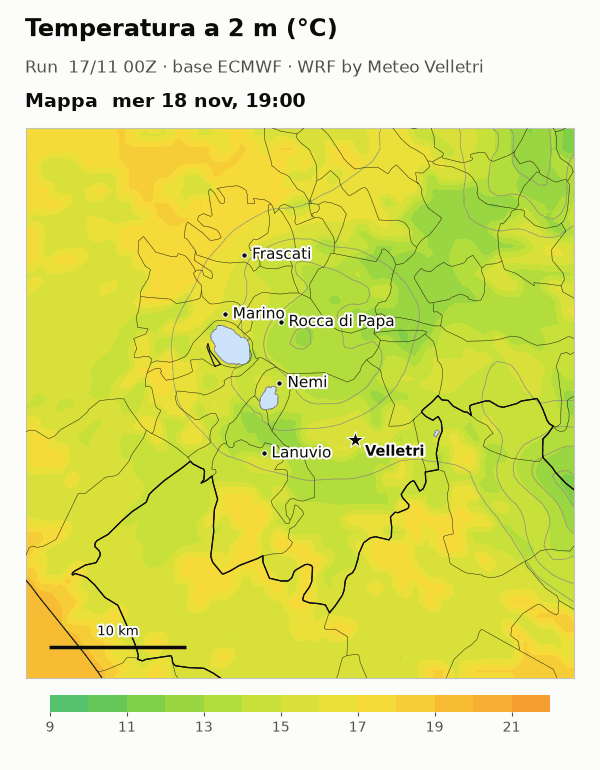 Temperatura a 2 m (°C)
Run  17/11 00Z · base ECMWF · WRF by Meteo Velletri
Mappa  mer 18 nov, 19:00
Frascati
Marino
Rocca di Papa
Nemi
Velletri
Lanuvio
10 km
9 11 13 15 17 19 21